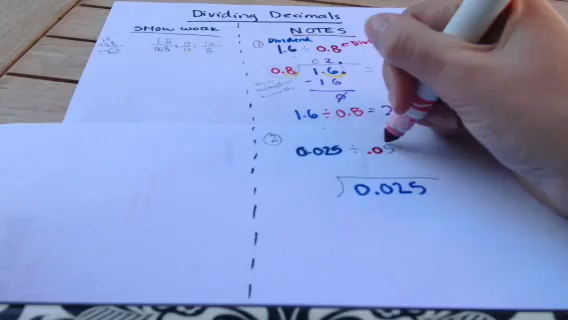 Dividing Decimals
SHOW WORK
NOTES
1.6 10 16
0.8 10 8
① Dividend
1.6 ÷ 0.8
02.
0.8 1.6.
- 16
0
1.6 ÷ 0.8 = 2
② 0.025 ÷ .05
0.025